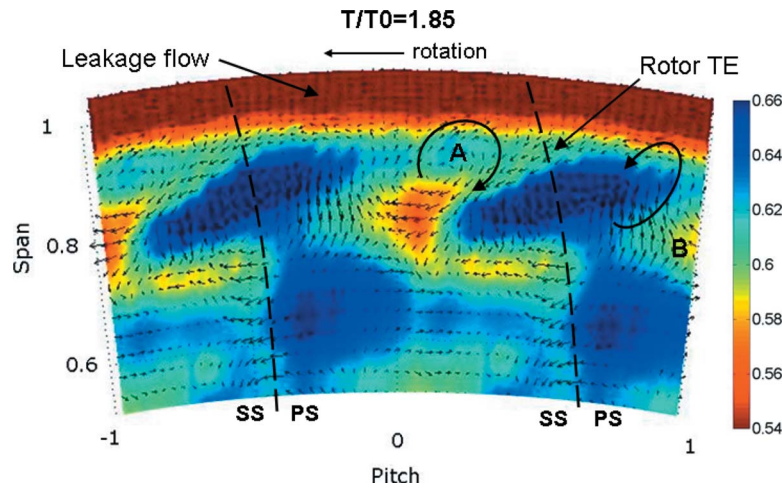 T/T0=1.85
rotation
Leakage flow
Rotor TE
A
B
1
0.8
0.6
Span
SS PS
SS PS
-1
0
1
Pitch
0.66
0.64
0.62
0.60
0.58
0.56
0.54